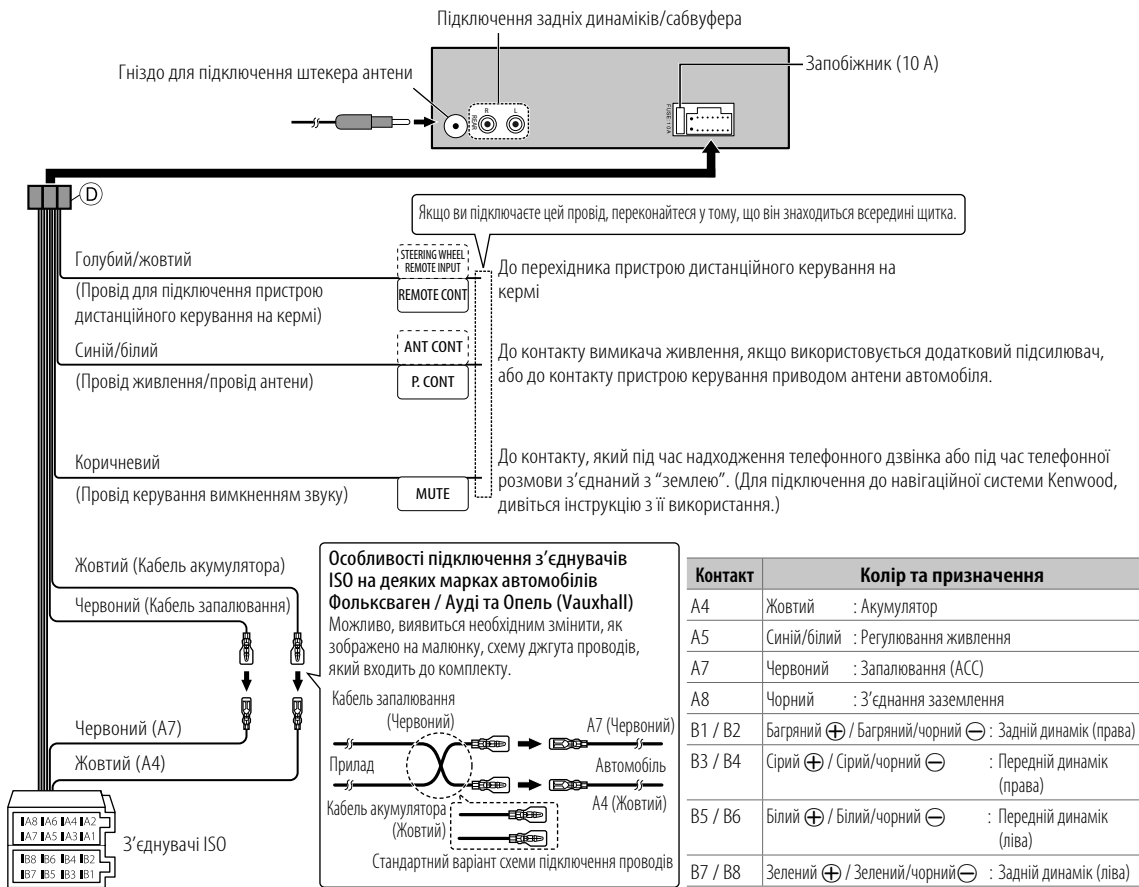 Підключення задніх динаміків/сабвуфера
Гніздо для підключення штекера антени
Запобіжник (10 A)
R
L
REAR
FUSE-10A
D
Якщо ви підключаєте цей провід, переконайтеся у тому, що він знаходиться всередині щитка.
Голубий/жовтий
(Провід для підключення пристрою
дистанційного керування на кермі)
STEERING WHEEL
REMOTE INPUT
REMOTE CONT
До перехідника пристрою дистанційного керування на
кермі
Синій/білий
(Провід живлення/провід антени)
ANT CONT
P. CONT
До контакту вимикача живлення, якщо використовується додатковий підсилювач,
або до контакту пристрою керування приводом антени автомобіля.
Коричневий
(Провід керування вимкненням звуку)
MUTE
До контакту, який під час надходження телефонного дзвінка або під час телефонної
розмови з’єднаний з “землею”. (Для підключення до навігаційної системи Kenwood,
дивіться інструкцію з її використання.)
Жовтий (Кабель акумулятора)
Червоний (Кабель запалювання)
Червоний (A7)
Жовтий (A4)
A8 A6 A4 A2
A7 A5 A3 A1
B8 B6 B4 B2
B7 B5 B3 B1
З’єднувачі ISO
Особливості підключення з’єднувачів
ISO на деяких марках автомобілів
Фольксваген / Ауді та Опель (Vauxhall)
Можливо, виявиться необхідним змінити, як
зображено на малюнку, схему джгута проводів,
який входить до комплекту.
Кабель запалювання
(Червоний)
A7 (Червоний)
Прилад
Автомобіль
Кабель акумулятора
(Жовтий)
A4 (Жовтий)
Стандартний варіант схеми підключення проводів
Контакт Колір та призначення
A4 Жовтий : Акумулятор
A5 Синій/білий : Регулювання живлення
A7 Червоний : Запалювання (ACC)
A8 Чорний : З’єднання заземлення
B1 / B2 Багряний ⊕ / Багряний/чорний ⊖ : Задній динамік (права)
B3 / B4 Сірий ⊕ / Сірий/чорний ⊖ : Передній динамік
(права)
B5 / B6 Білий ⊕ / Білий/чорний ⊖ : Передній динамік
(ліва)
B7 / B8 Зелений ⊕ / Зелений/чорний ⊖ : Задній динамік (ліва)